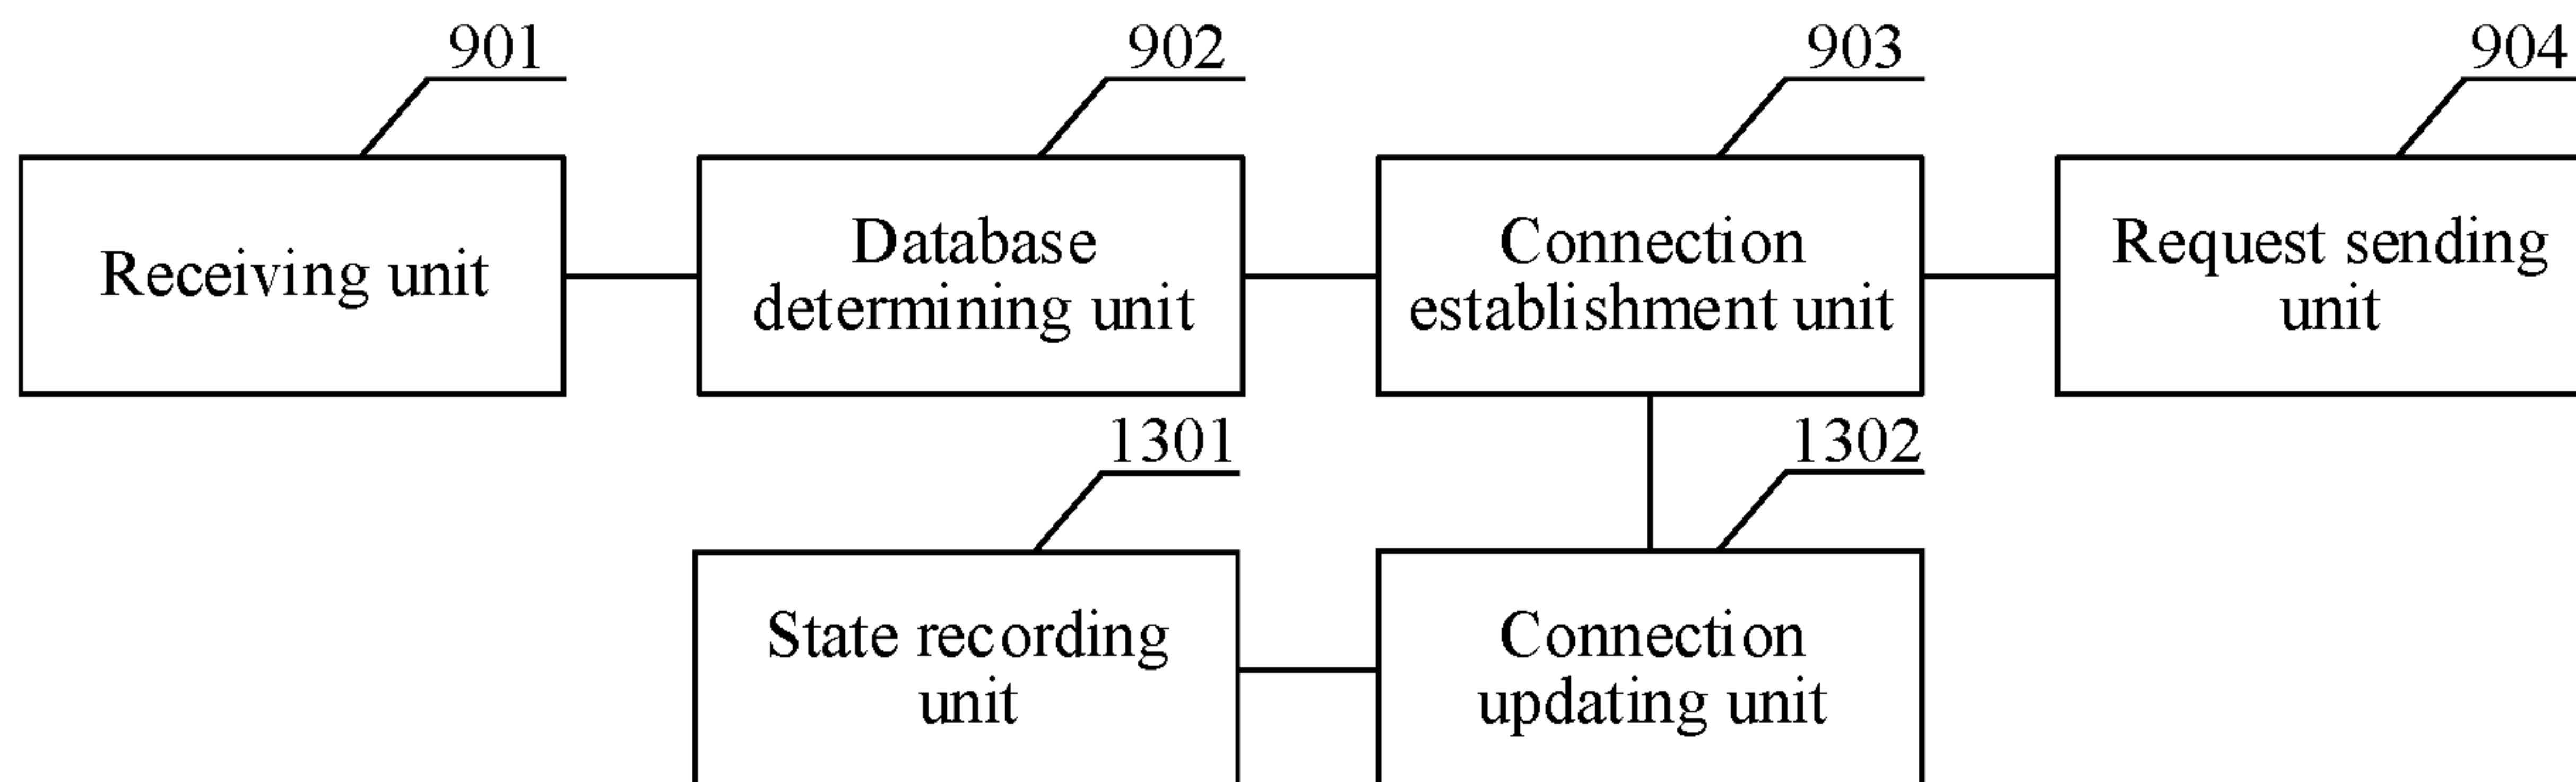 901
902
903
904
Receiving unit
Database
determining unit
Connection
establishment unit
Request sending
unit
1301
1302
State recording
unit
Connection
updating unit